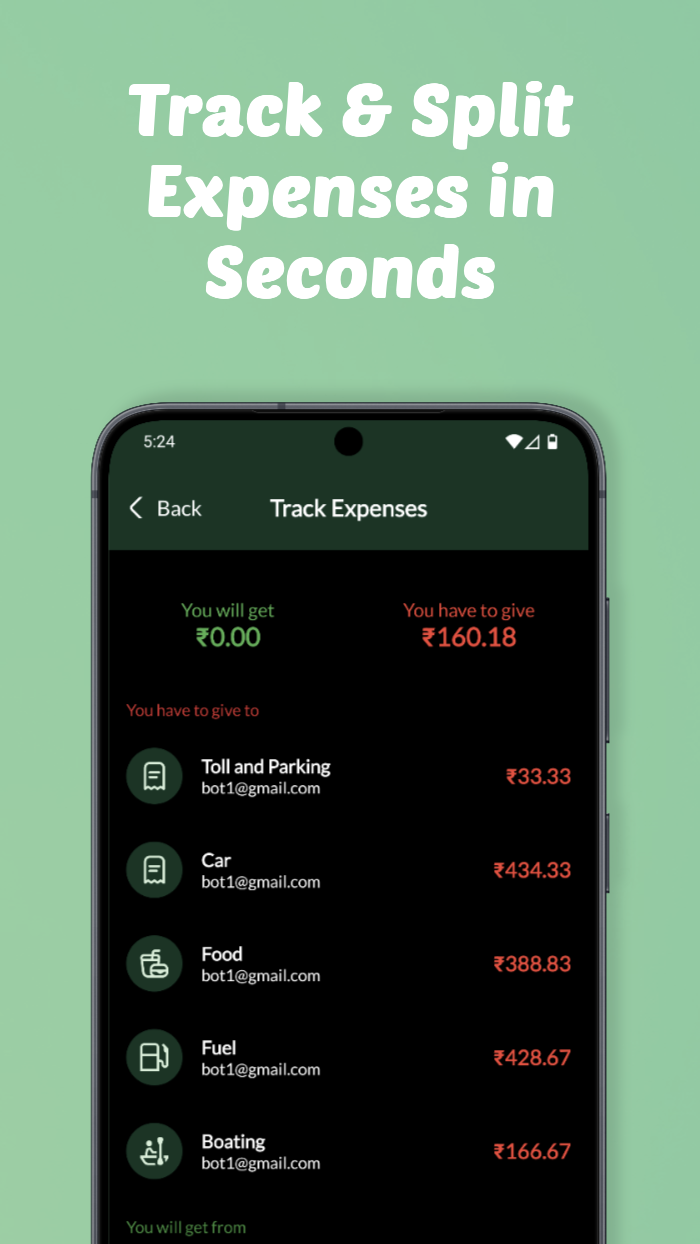 Track & Split
Expenses in
Seconds
5:24
Back
Track Expenses
You will get
₹0.00
You have to give
₹160.18
You have to give to
Toll and Parking
bot1@gmail.com
₹33.33
Car
bot1@gmail.com
₹434.33
Food
bot1@gmail.com
₹388.83
Fuel
bot1@gmail.com
₹428.67
Boating
bot1@gmail.com
₹166.67
You will get from